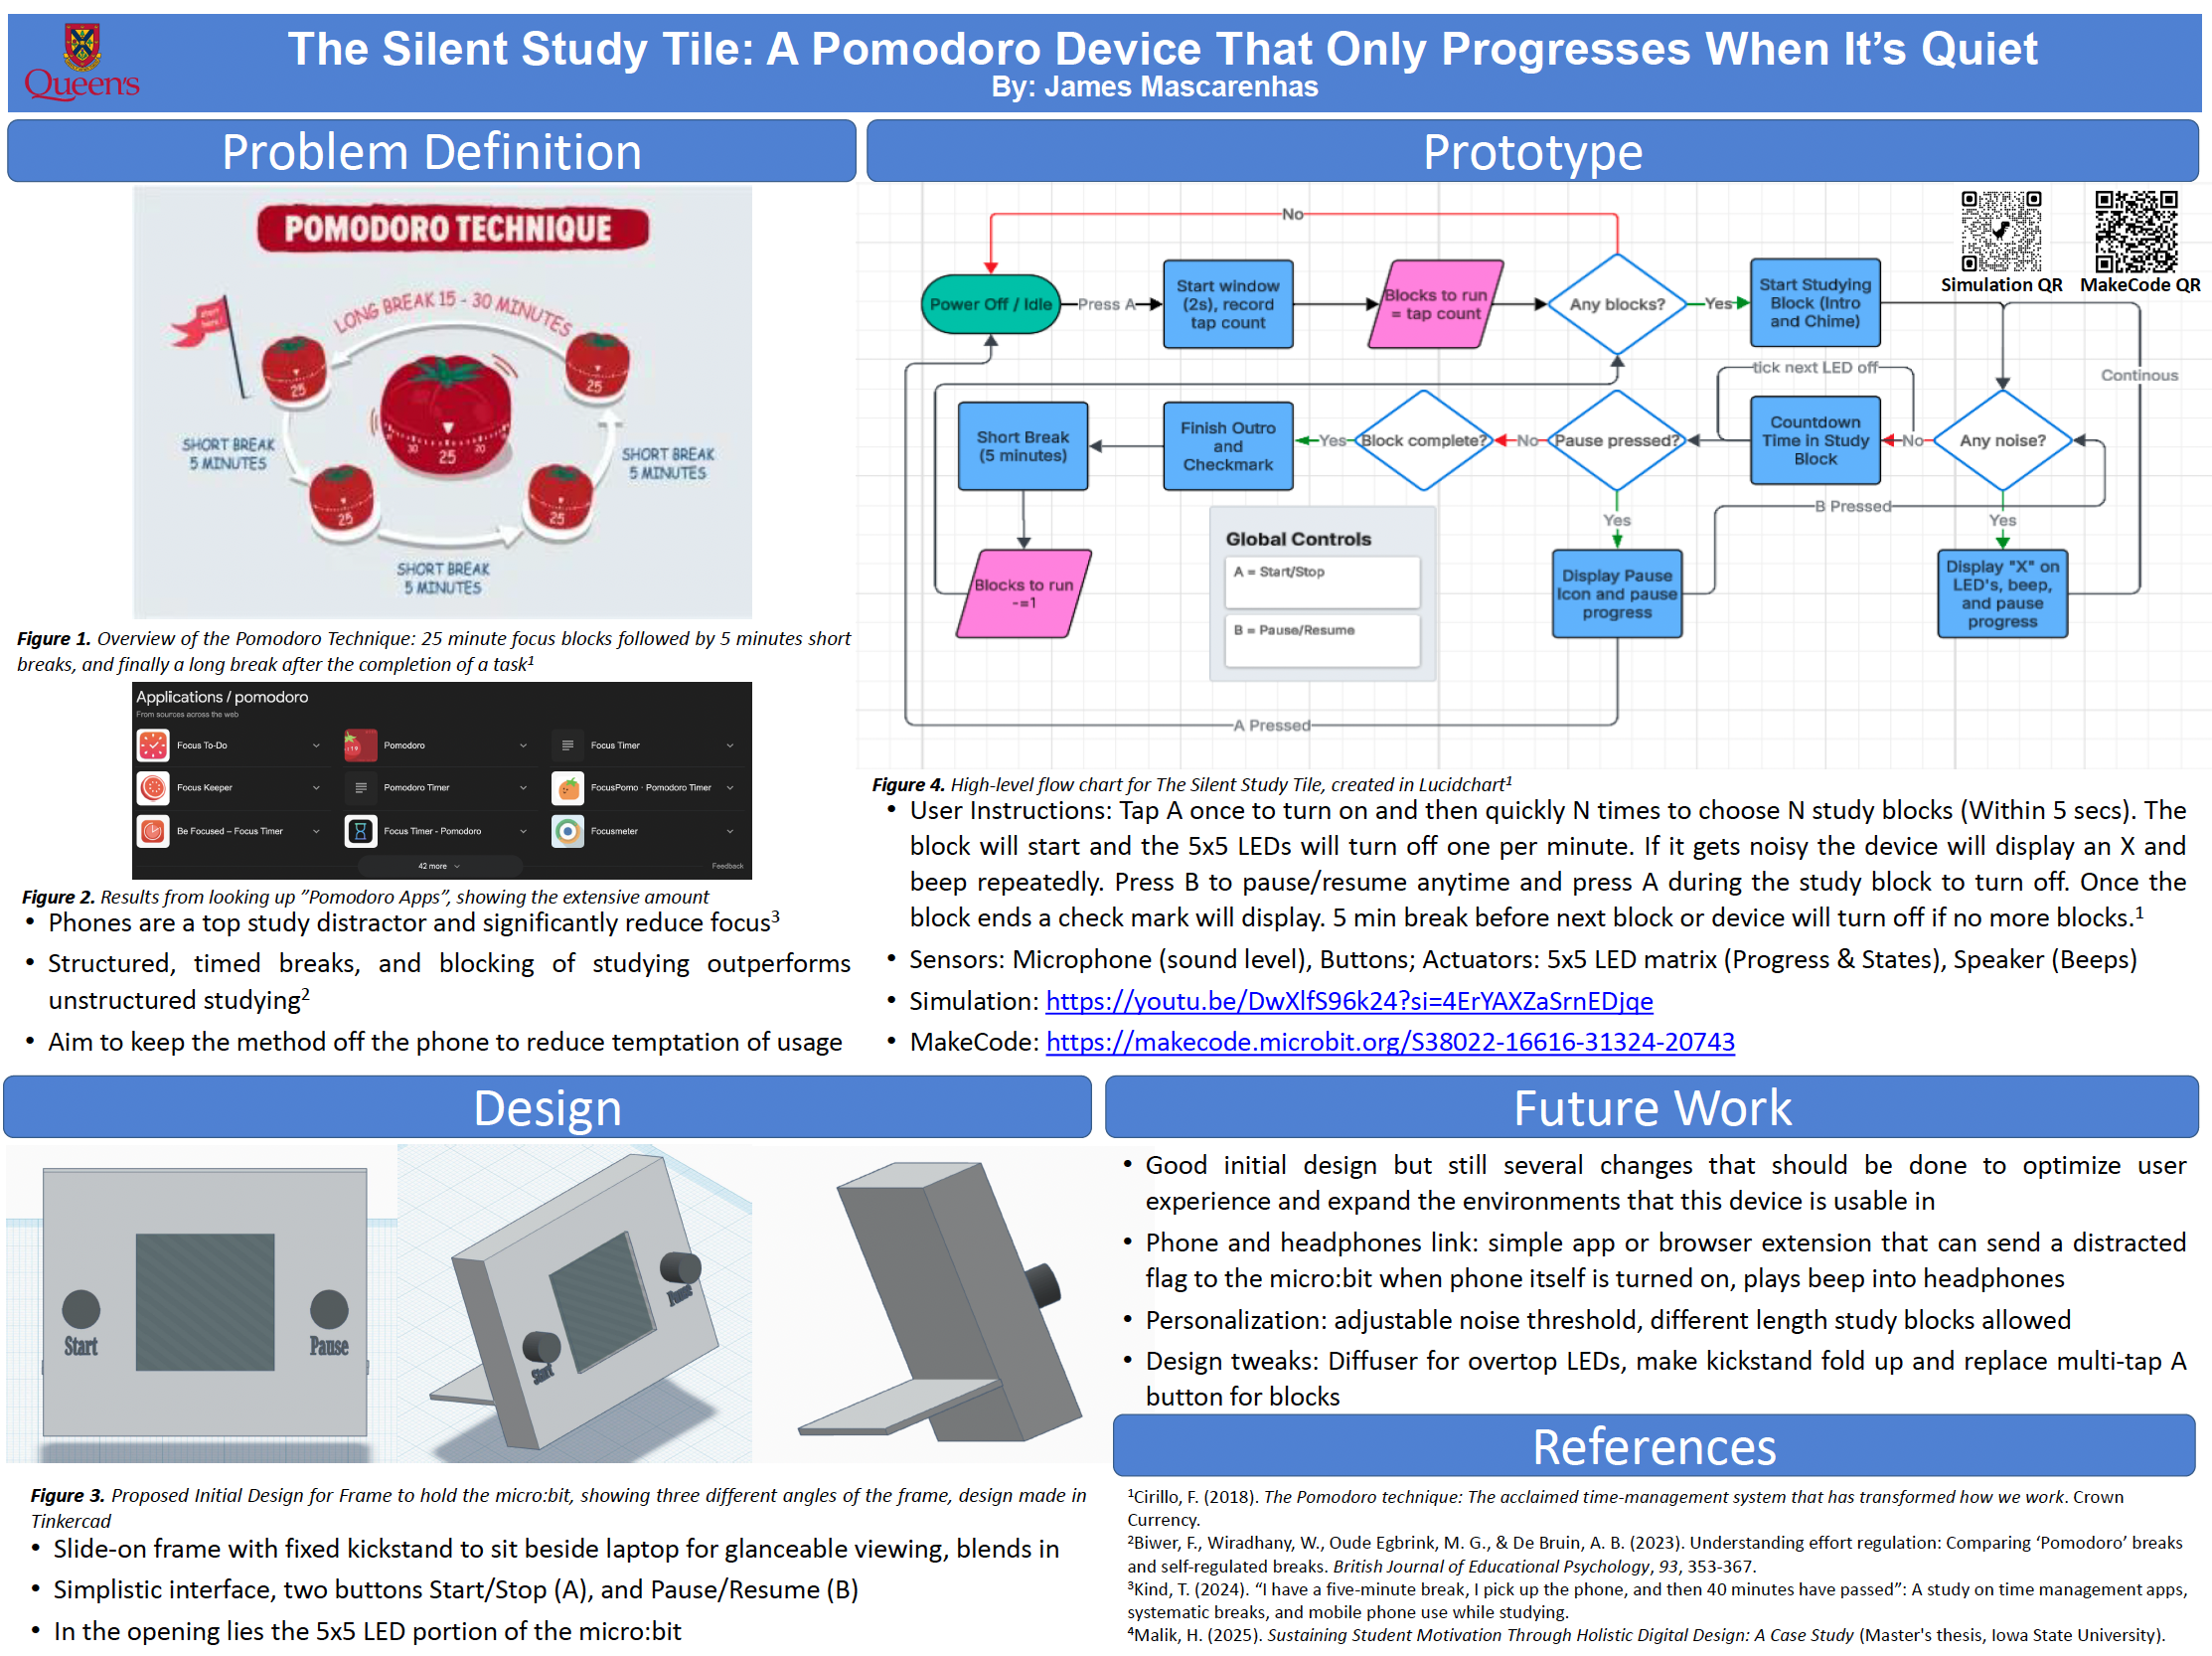 Queen's
The Silent Study Tile: A Pomodoro Device That Only Progresses When It's Quiet
By: James Mascarenhas
Problem Definition
POMODORO TECHNIQUE
start
here!
LONG BREAK 15 - 30 MINUTES
25
25
30
25
20
SHORT BREAK
5 MINUTES
SHORT BREAK
5 MINUTES
25
25
SHORT BREAK
5 MINUTES
Figure 1. Overview of the Pomodoro Technique: 25 minute focus blocks followed by 5 minutes short
breaks, and finally a long break after the completion of a task¹
Applications / pomodoro
From sources across the web
Focus To-Do
Pomodoro
Focus Timer
Focus Keeper
Pomodoro Timer
FocusPomo · Pomodoro Timer
Be Focused – Focus Timer
Focus Timer - Pomodoro
Focusmeter
42 more
Feedback
Figure 2. Results from looking up ”Pomodoro Apps”, showing the extensive amount
• Phones are a top study distractor and significantly reduce focus³
• Structured, timed breaks, and blocking of studying outperforms
unstructured studying²
• Aim to keep the method off the phone to reduce temptation of usage
Prototype
Simulation QR
MakeCode QR
No
Power Off / Idle
Press A
Start window
(2s), record
tap count
Blocks to run
= tap count
Any blocks?
Yes
Start Studying
Block (Intro
and Chime)
Continous
tick next LED off
Short Break
(5 minutes)
Finish Outro
and
Checkmark
Yes
Block complete?
No
Pause pressed?
Countdown
Time in Study
Block
No
Any noise?
B Pressed
Yes
Yes
Blocks to run
-=1
Global Controls
A = Start/Stop
B = Pause/Resume
Display Pause
Icon and pause
progress
Display "X" on
LED's, beep,
and pause
progress
A Pressed
Figure 4. High-level flow chart for The Silent Study Tile, created in Lucidchart¹
• User Instructions: Tap A once to turn on and then quickly N times to choose N study blocks (Within 5 secs). The
block will start and the 5x5 LEDs will turn off one per minute. If it gets noisy the device will display an X and
beep repeatedly. Press B to pause/resume anytime and press A during the study block to turn off. Once the
block ends a check mark will display. 5 min break before next block or device will turn off if no more blocks.¹
• Sensors: Microphone (sound level), Buttons; Actuators: 5x5 LED matrix (Progress & States), Speaker (Beeps)
• Simulation: https://youtu.be/DwXlfS96k24?si=4ErYAXZaSrnEDjqe
• MakeCode: https://makecode.microbit.org/S38022-16616-31324-20743
Design
Start
Pause
Start
Pause
Figure 3. Proposed Initial Design for Frame to hold the micro:bit, showing three different angles of the frame, design made in
Tinkercad
• Slide-on frame with fixed kickstand to sit beside laptop for glanceable viewing, blends in
• Simplistic interface, two buttons Start/Stop (A), and Pause/Resume (B)
• In the opening lies the 5x5 LED portion of the micro:bit
Future Work
• Good initial design but still several changes that should be done to optimize user
experience and expand the environments that this device is usable in
• Phone and headphones link: simple app or browser extension that can send a distracted
flag to the micro:bit when phone itself is turned on, plays beep into headphones
• Personalization: adjustable noise threshold, different length study blocks allowed
• Design tweaks: Diffuser for overtop LEDs, make kickstand fold up and replace multi-tap A
button for blocks
References
¹Cirillo, F. (2018). The Pomodoro technique: The acclaimed time-management system that has transformed how we work. Crown
Currency.
²Biwer, F., Wiradhany, W., Oude Egbrink, M. G., & De Bruin, A. B. (2023). Understanding effort regulation: Comparing ‘Pomodoro’ breaks
and self-regulated breaks. British Journal of Educational Psychology, 93, 353-367.
³Kind, T. (2024). “I have a five-minute break, I pick up the phone, and then 40 minutes have passed”: A study on time management apps,
systematic breaks, and mobile phone use while studying.
⁴Malik, H. (2025). Sustaining Student Motivation Through Holistic Digital Design: A Case Study (Master's thesis, Iowa State University).